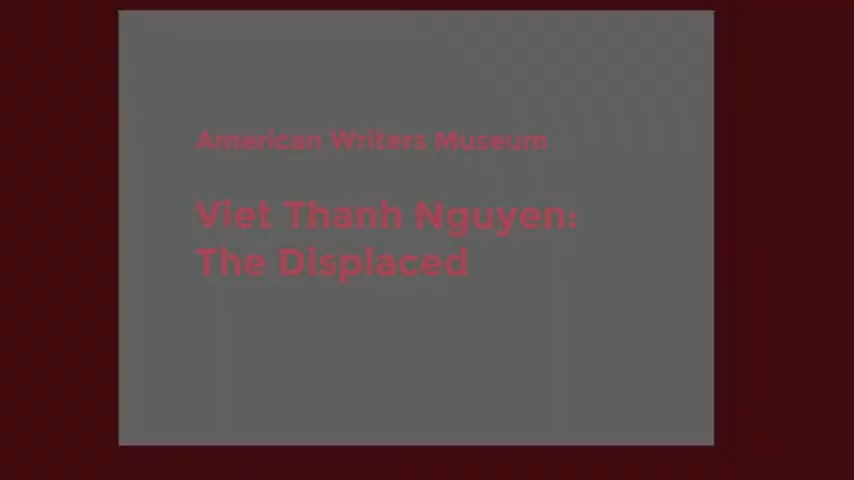 American Writers Museum
Viet Thanh Nguyen:
The Displaced